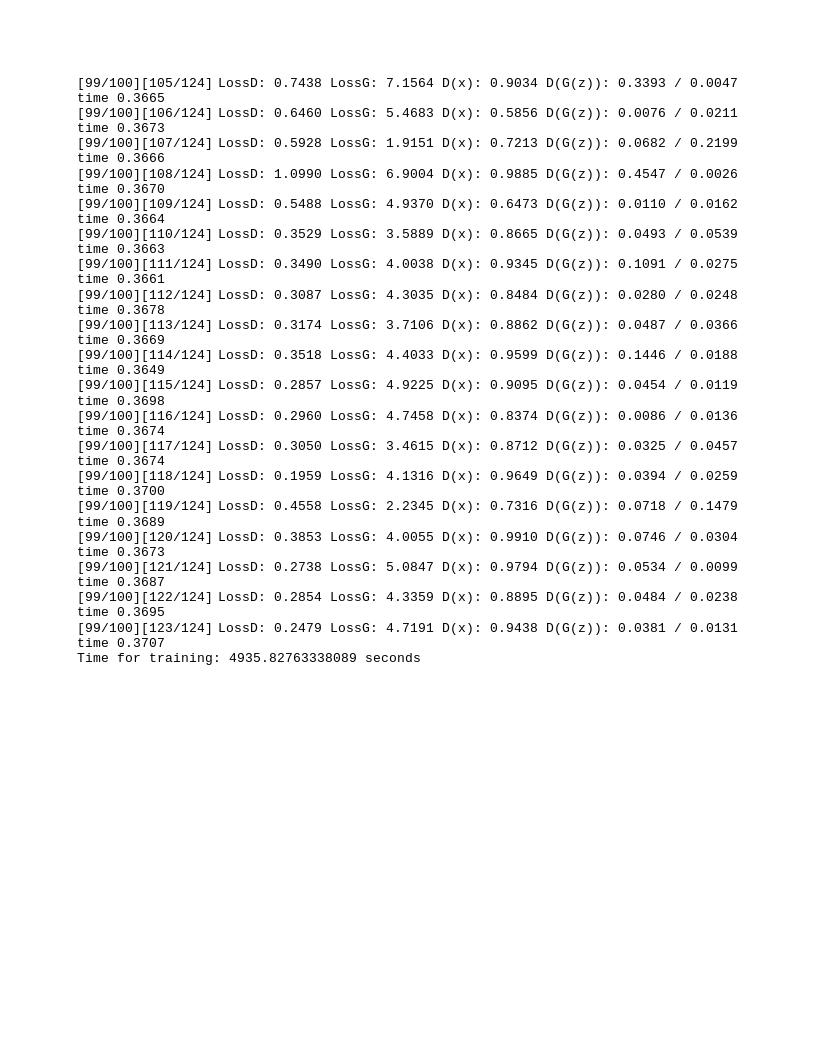 [99/100][105/124] LossD: 0.7438 LossG: 7.1564 D(x): 0.9034 D(G(z)): 0.3393 / 0.0047
time 0.3665
[99/100][106/124] LossD: 0.6460 LossG: 5.4683 D(x): 0.5856 D(G(z)): 0.0076 / 0.0211
time 0.3673
[99/100][107/124] LossD: 0.5928 LossG: 1.9151 D(x): 0.7213 D(G(z)): 0.0682 / 0.2199
time 0.3666
[99/100][108/124] LossD: 1.0990 LossG: 6.9004 D(x): 0.9885 D(G(z)): 0.4547 / 0.0026
time 0.3670
[99/100][109/124] LossD: 0.5488 LossG: 4.9370 D(x): 0.6473 D(G(z)): 0.0110 / 0.0162
time 0.3664
[99/100][110/124] LossD: 0.3529 LossG: 3.5889 D(x): 0.8665 D(G(z)): 0.0493 / 0.0539
time 0.3663
[99/100][111/124] LossD: 0.3490 LossG: 4.0038 D(x): 0.9345 D(G(z)): 0.1091 / 0.0275
time 0.3661
[99/100][112/124] LossD: 0.3087 LossG: 4.3035 D(x): 0.8484 D(G(z)): 0.0280 / 0.0248
time 0.3678
[99/100][113/124] LossD: 0.3174 LossG: 3.7106 D(x): 0.8862 D(G(z)): 0.0487 / 0.0366
time 0.3669
[99/100][114/124] LossD: 0.3518 LossG: 4.4033 D(x): 0.9599 D(G(z)): 0.1446 / 0.0188
time 0.3649
[99/100][115/124] LossD: 0.2857 LossG: 4.9225 D(x): 0.9095 D(G(z)): 0.0454 / 0.0119
time 0.3698
[99/100][116/124] LossD: 0.2960 LossG: 4.7458 D(x): 0.8374 D(G(z)): 0.0086 / 0.0136
time 0.3674
[99/100][117/124] LossD: 0.3050 LossG: 3.4615 D(x): 0.8712 D(G(z)): 0.0325 / 0.0457
time 0.3674
[99/100][118/124] LossD: 0.1959 LossG: 4.1316 D(x): 0.9649 D(G(z)): 0.0394 / 0.0259
time 0.3700
[99/100][119/124] LossD: 0.4558 LossG: 2.2345 D(x): 0.7316 D(G(z)): 0.0718 / 0.1479
time 0.3689
[99/100][120/124] LossD: 0.3853 LossG: 4.0055 D(x): 0.9910 D(G(z)): 0.0746 / 0.0304
time 0.3673
[99/100][121/124] LossD: 0.2738 LossG: 5.0847 D(x): 0.9794 D(G(z)): 0.0534 / 0.0099
time 0.3687
[99/100][122/124] LossD: 0.2854 LossG: 4.3359 D(x): 0.8895 D(G(z)): 0.0484 / 0.0238
time 0.3695
[99/100][123/124] LossD: 0.2479 LossG: 4.7191 D(x): 0.9438 D(G(z)): 0.0381 / 0.0131
time 0.3707
Time for training: 4935.82763338089 seconds